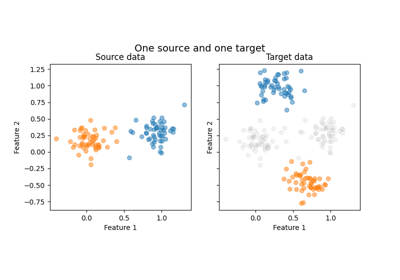 One source and one target
Source data
Target data
1.25
1.00
0.75
0.50
0.25
0.00
−0.25
−0.50
−0.75
Feature 2
Feature 2
0.0
0.5
1.0
0.0
0.5
1.0
Feature 1
Feature 1